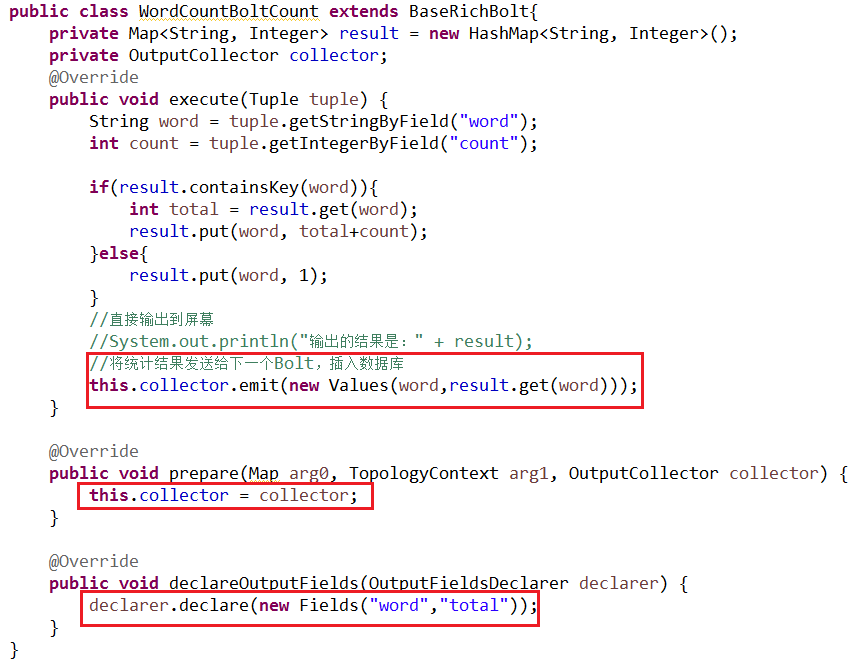 public class WordCountBoltCount extends BaseRichBolt{
private Map<String, Integer> result = new HashMap<String, Integer>();
private OutputCollector collector;
@Override
public void execute(Tuple tuple) {
String word = tuple.getStringByField("word");
int count = tuple.getIntegerByField("count");
if(result.containsKey(word)){
int total = result.get(word);
result.put(word, total+count);
}else{
result.put(word, 1);
}
//直接输出到屏幕
//System.out.println("输出的结果是：" + result);
//将统计结果发送给下一个Bolt，插入数据库
this.collector.emit(new Values(word,result.get(word)));
}
@Override
public void prepare(Map arg0, TopologyContext arg1, OutputCollector collector) {
this.collector = collector;
}
@Override
public void declareOutputFields(OutputFieldsDeclarer declarer) {
declarer.declare(new Fields("word","total"));
}
}